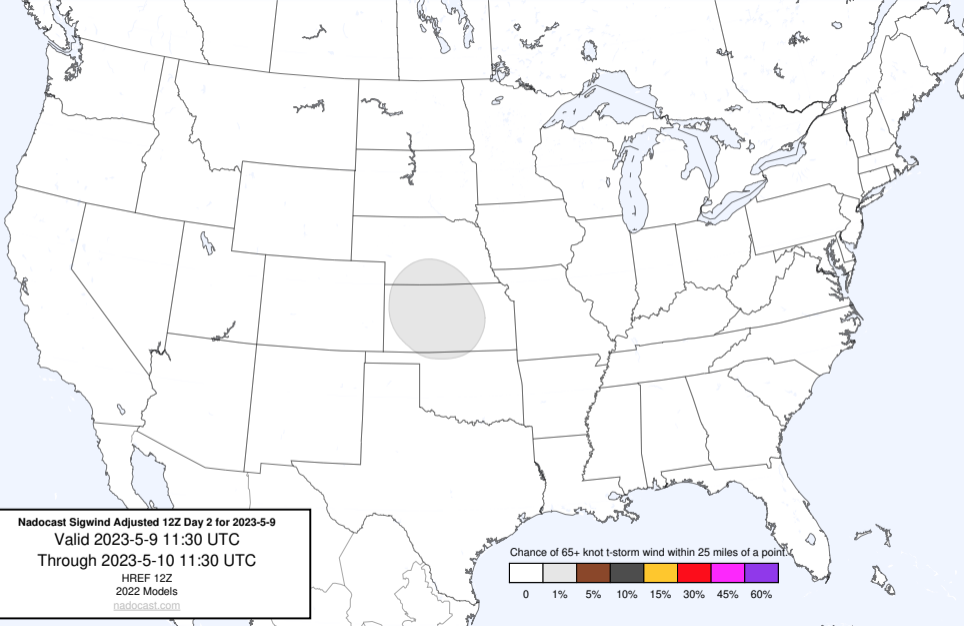 Nadocast Sigwind Adjusted 12Z Day 2 for 2023-5-9
Valid 2023-5-9 11:30 UTC
Through 2023-5-10 11:30 UTC
HREF 12Z
2022 Models
nadocast.com
Chance of 65+ knot t-storm wind within 25 miles of a point.
0 1% 5% 10% 15% 30% 45% 60%